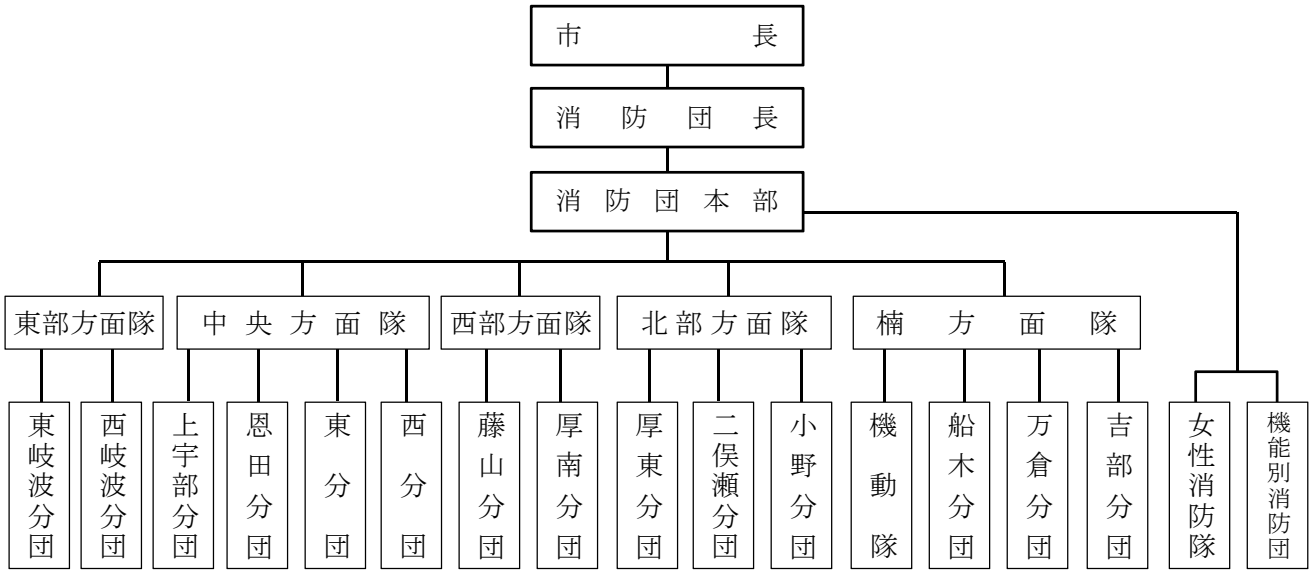 市長
消防団長
消防団本部
東部方面隊
中央方面隊
西部方面隊
北部方面隊
楠方面隊
東岐波分団
西岐波分団
上宇部分団
恩田分団
東分団
西分団
藤山分団
厚南分団
厚東分団
二俣瀬分団
小野分団
機動隊
船木分団
万倉分団
吉部分団
女性消防隊
機能別消防団